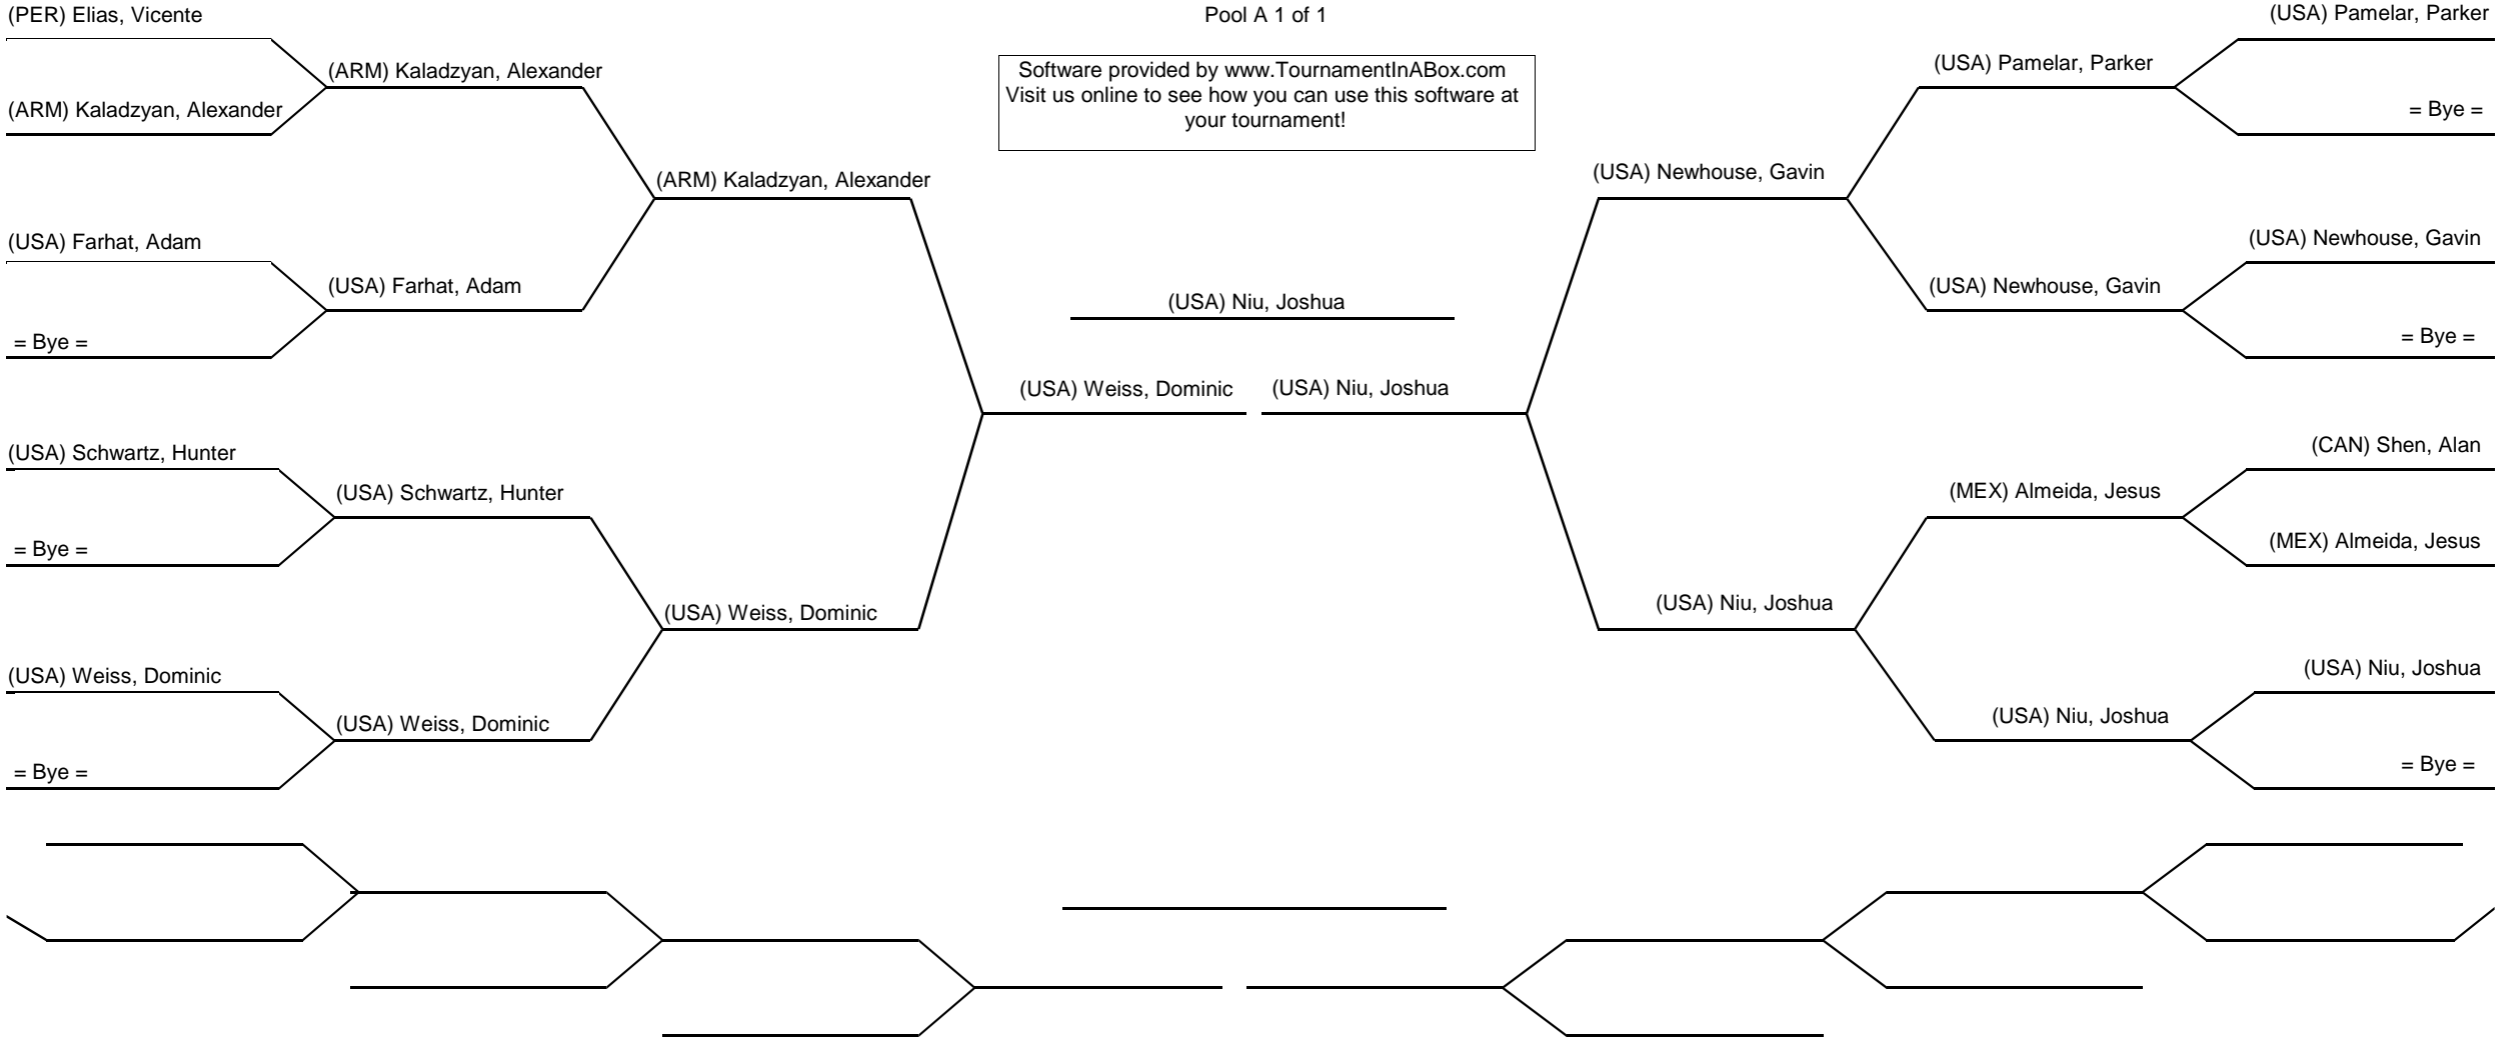 (PER) Elias, Vicente
Pool A 1 of 1
(USA) Pamelar, Parker
(ARM) Kaladzyan, Alexander
Software provided by www.TournamentInABox.com
Visit us online to see how you can use this software at
your tournament!
(USA) Pamelar, Parker
(ARM) Kaladzyan, Alexander
= Bye =
(ARM) Kaladzyan, Alexander
(USA) Newhouse, Gavin
(USA) Farhat, Adam
(USA) Newhouse, Gavin
(USA) Farhat, Adam
(USA) Niu, Joshua
(USA) Newhouse, Gavin
= Bye =
= Bye =
(USA) Weiss, Dominic
(USA) Niu, Joshua
(USA) Schwartz, Hunter
(CAN) Shen, Alan
(USA) Schwartz, Hunter
(MEX) Almeida, Jesus
= Bye =
(MEX) Almeida, Jesus
(USA) Weiss, Dominic
(USA) Niu, Joshua
(USA) Weiss, Dominic
(USA) Niu, Joshua
(USA) Weiss, Dominic
(USA) Niu, Joshua
= Bye =
= Bye =